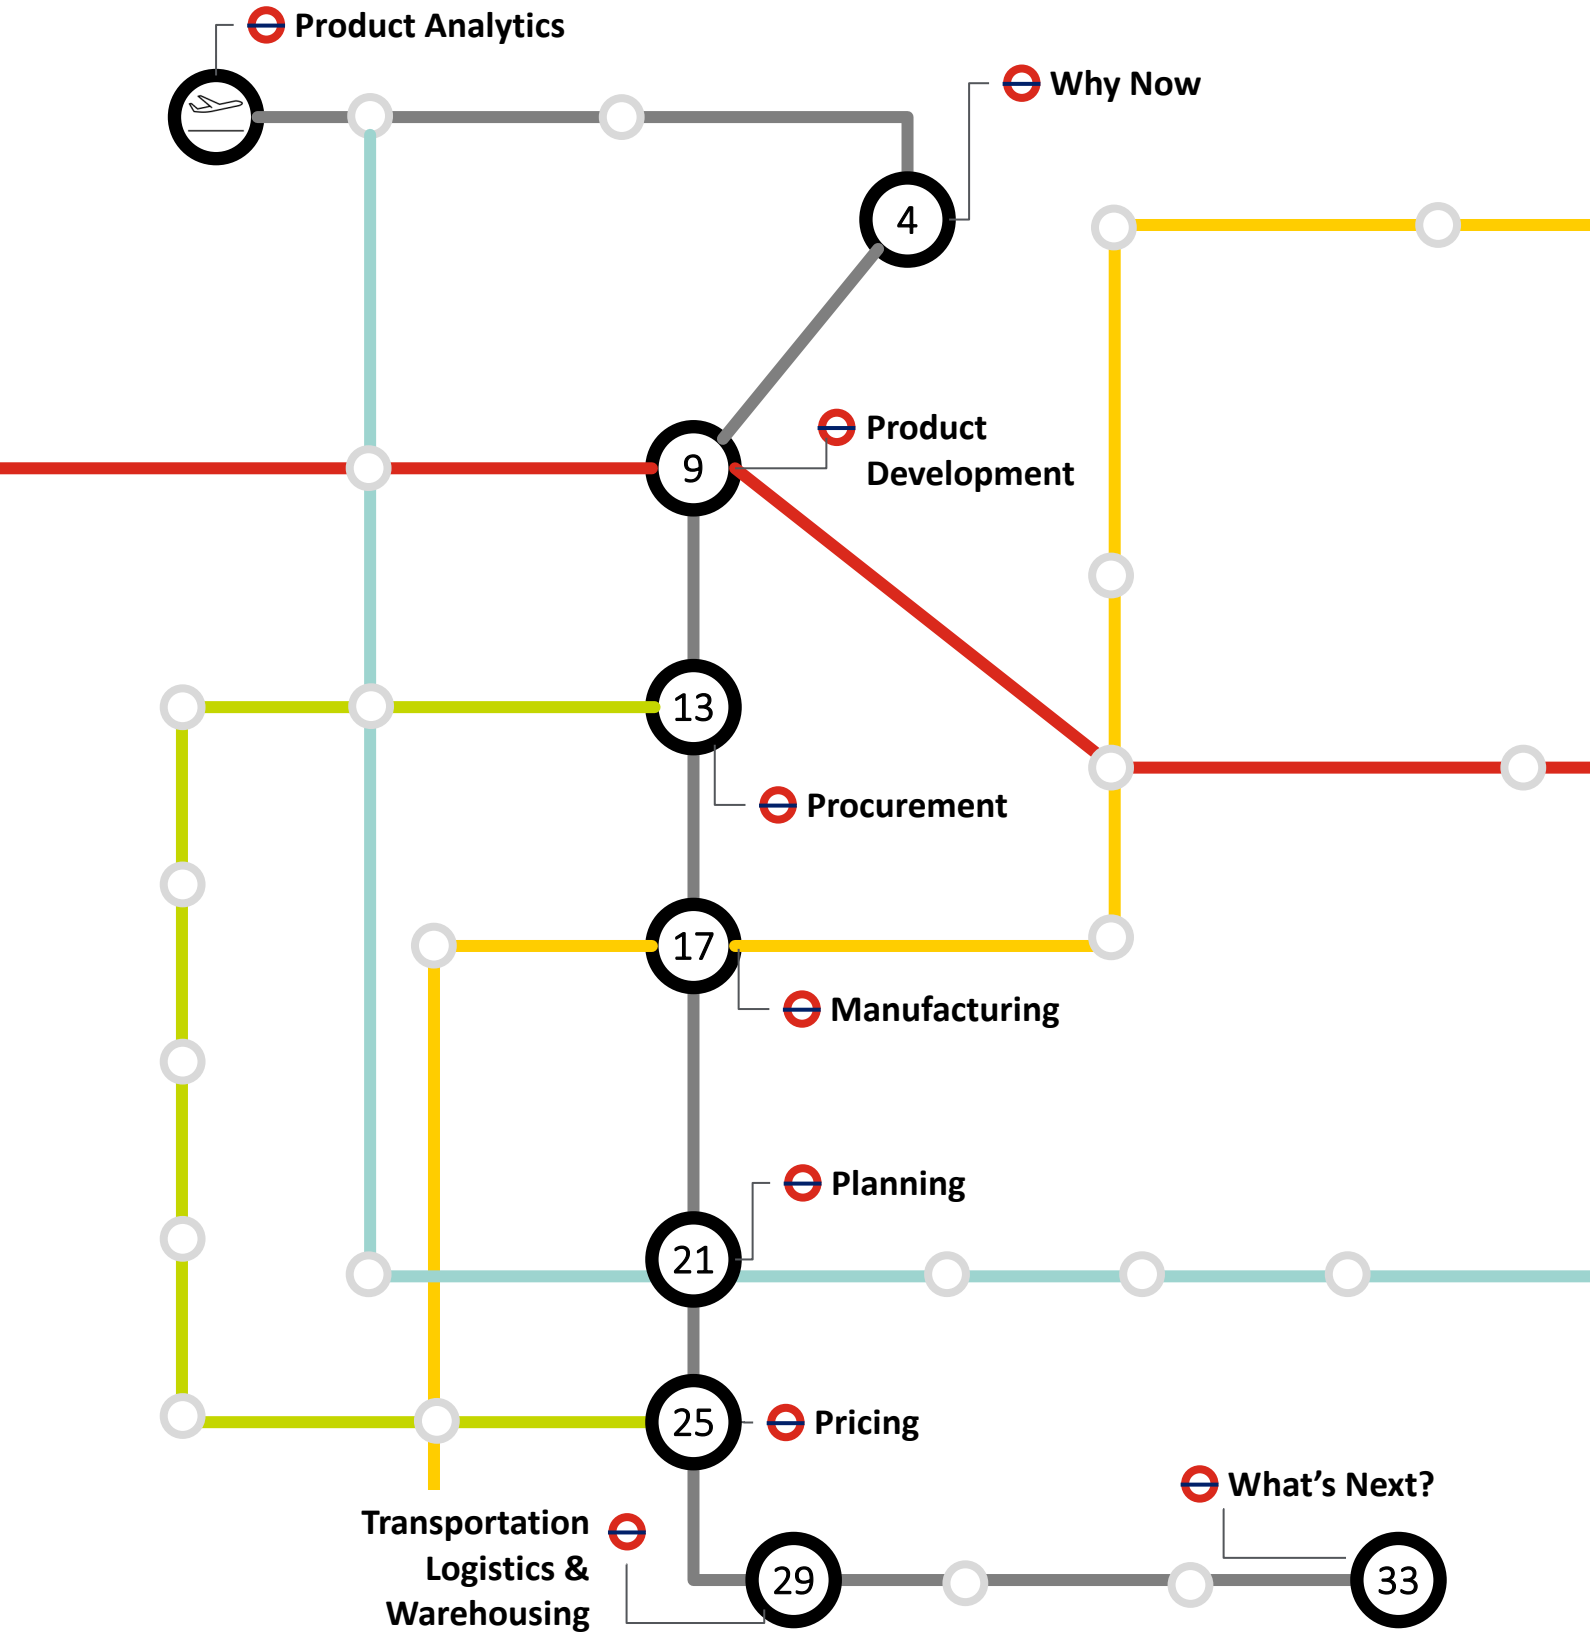 Product Analytics
Why Now
4
Product
Development
9
13
Procurement
17
Manufacturing
Planning
21
25
Pricing
What's Next?
Transportation
Logistics &
Warehousing
29
33